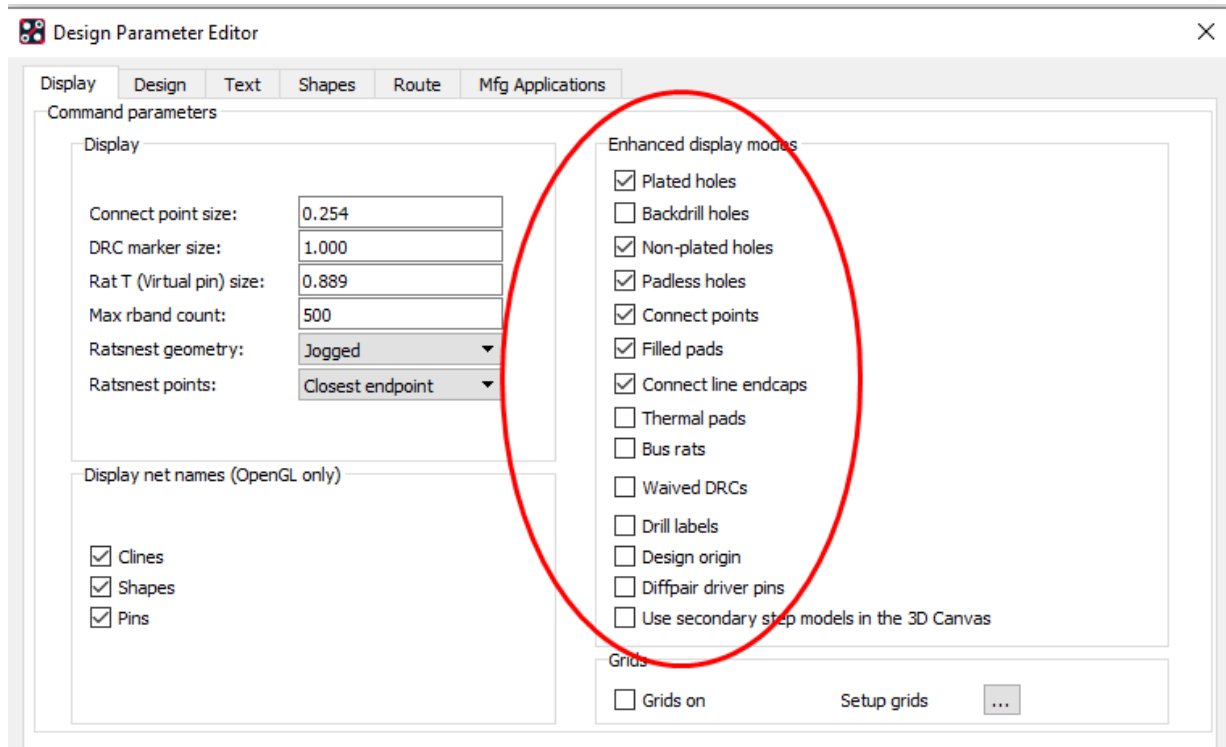 Design Parameter Editor
Display Design Text Shapes Route Mfg Applications
Command parameters
Display
Connect point size: 0.254
DRC marker size: 1.000
Rat T (Virtual pin) size: 0.889
Max rband count: 500
Ratsnest geometry: Jogged
Ratsnest points: Closest endpoint
Display net names (OpenGL only)
Clines
Shapes
Pins
Enhanced display modes
Plated holes
Backdrill holes
Non-plated holes
Padless holes
Connect points
Filled pads
Connect line endcaps
Thermal pads
Bus rats
Waived DRCs
Drill labels
Design origin
Diffpair driver pins
Use secondary step models in the 3D Canvas
Grids
Grids on Setup grids ...